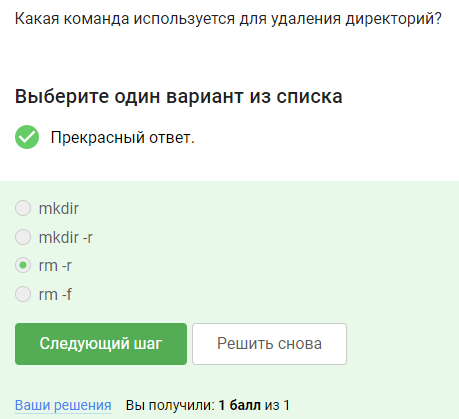 Какая команда используется для удаления директорий?
Выберите один вариант из списка
Прекрасный ответ.
mkdir
mkdir -r
rm -r
rm -f
Следующий шаг Решить снова
Ваши решения Вы получили: 1 балл из 1